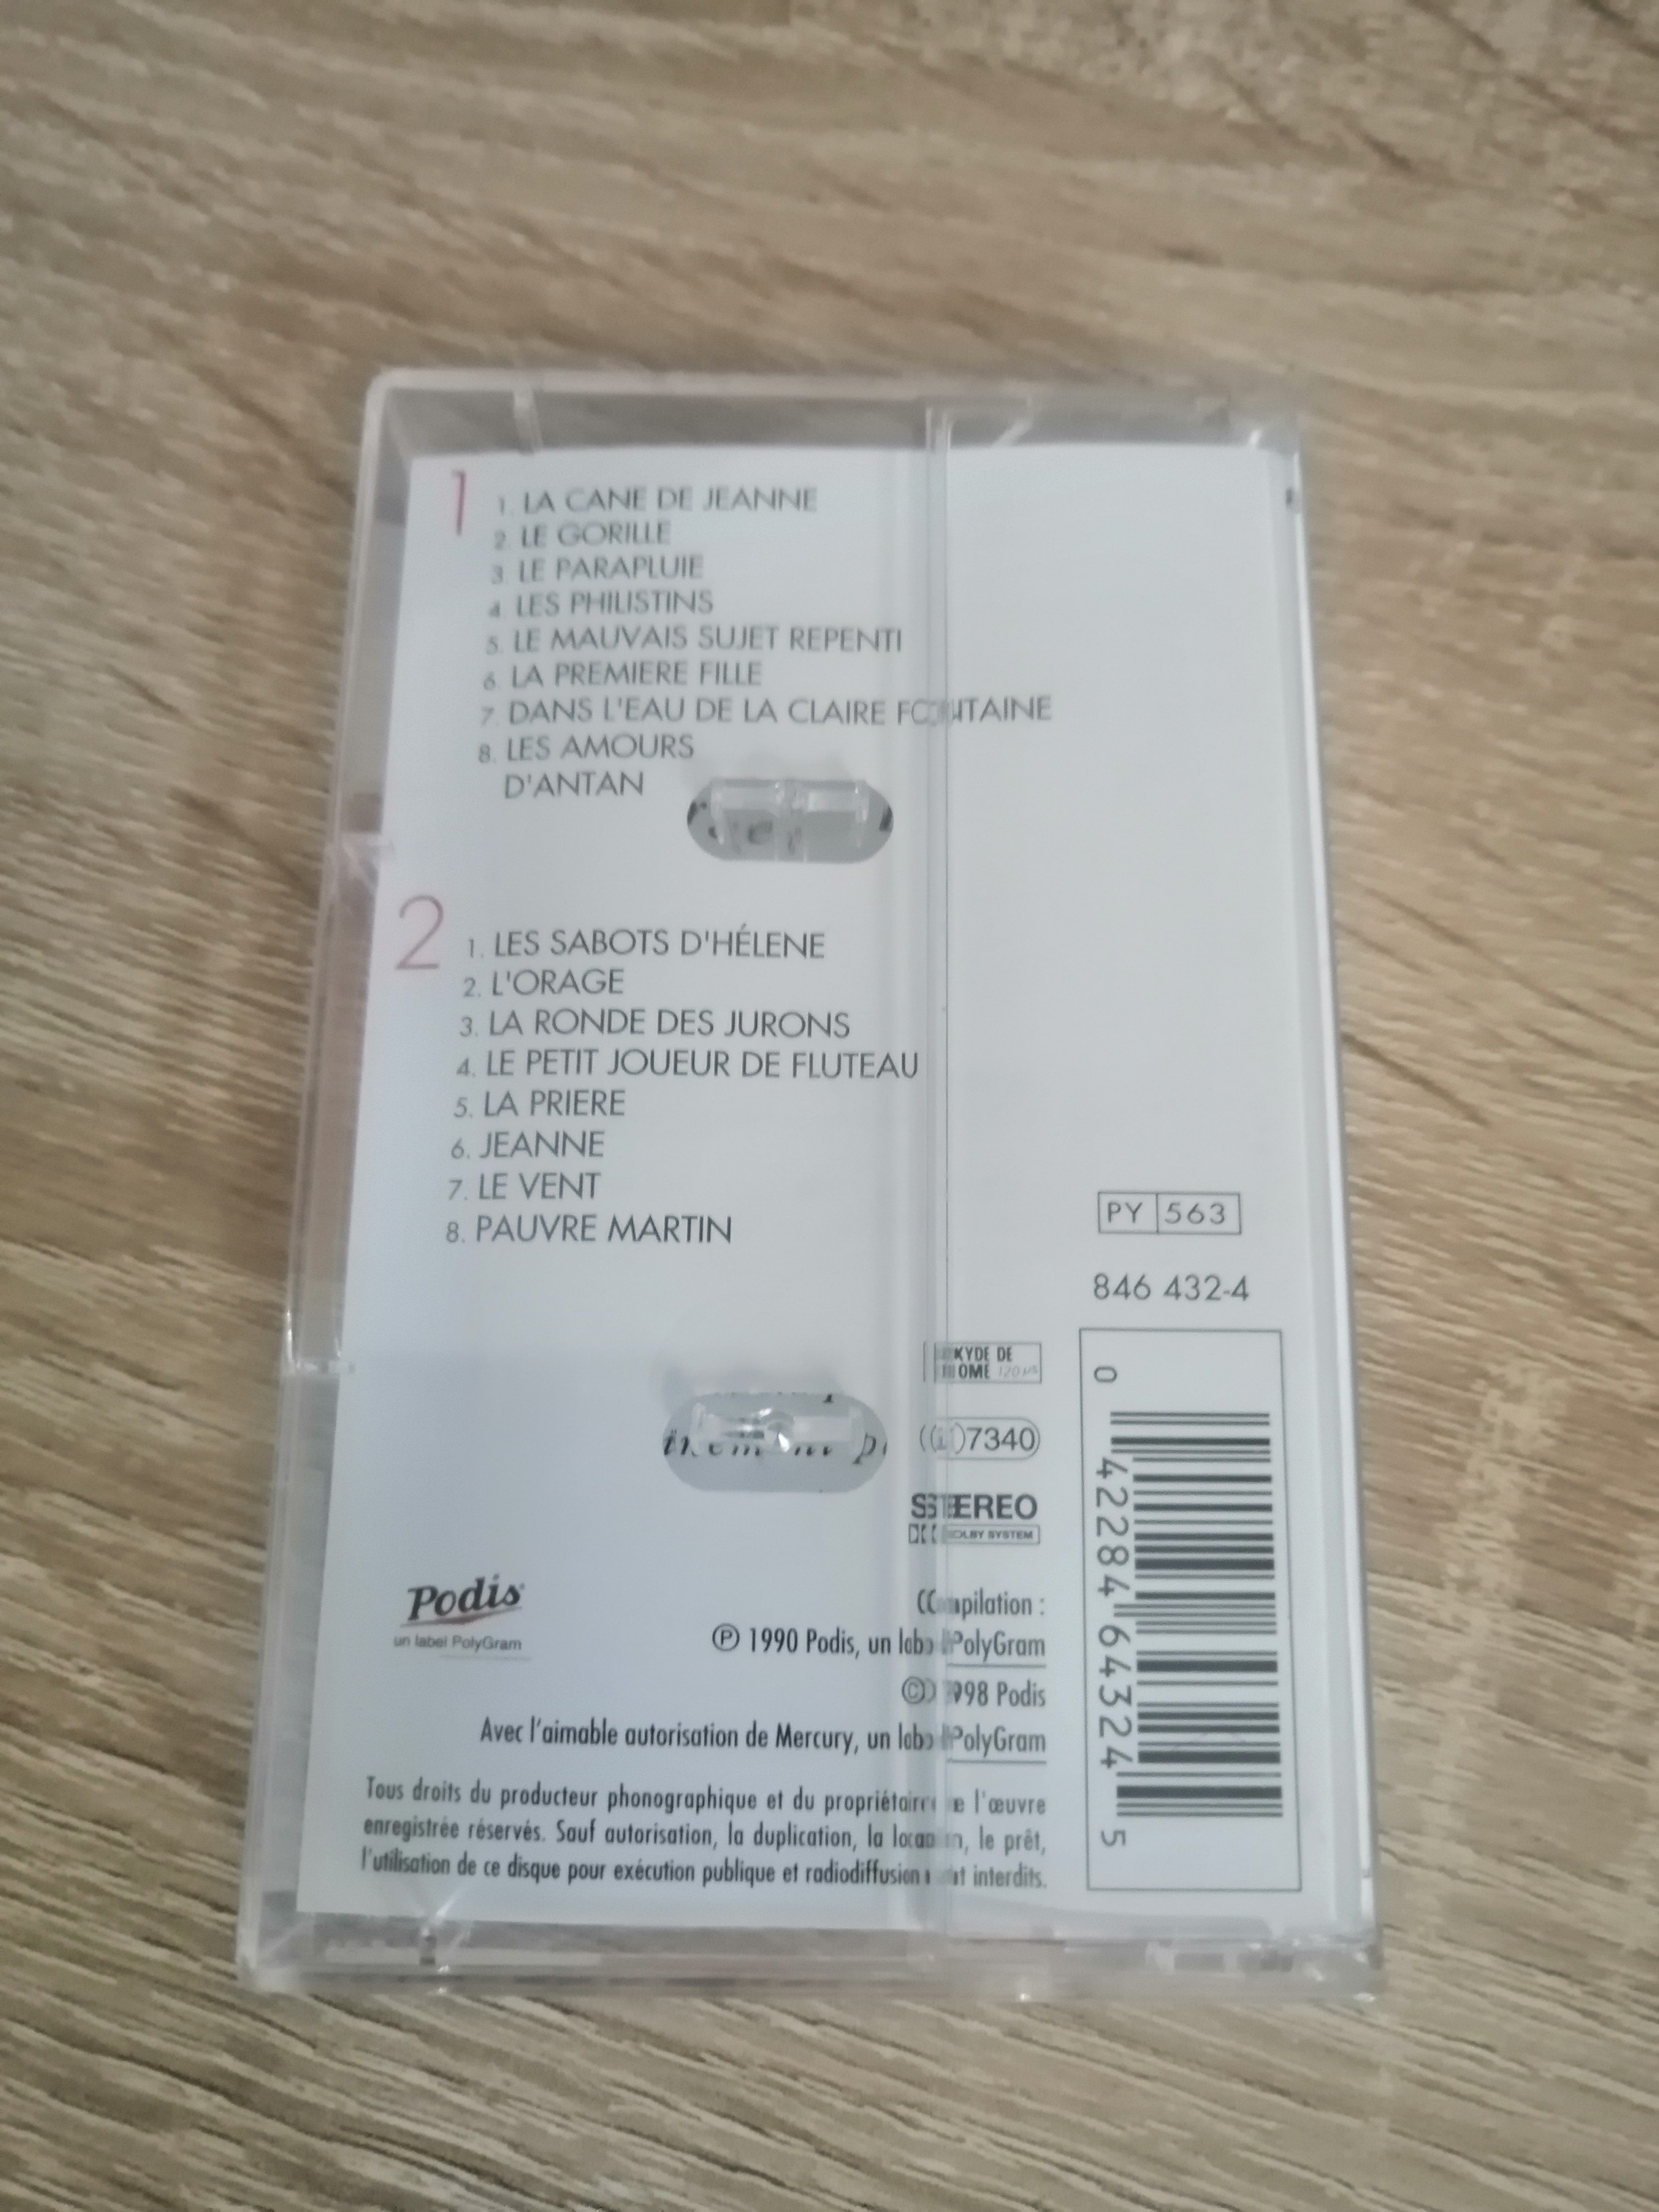 1
1. LA CANE DE JEANNE
2. LE GORILLE
3. LE PARAPLUIE
4. LES PHILISTINS
5. LE MAUVAIS SUJET REPENTI
6. LA PREMIERE FILLE
7. DANS L'EAU DE LA CLAIRE FONTAINE
8. LES AMOURS
D'ANTAN
2
1. LES SABOTS D'HÉLENE
2. L'ORAGE
3. LA RONDE DES JURONS
4. LE PETIT JOUEUR DE FLUTEAU
5. LA PRIERE
6. JEANNE
7. LE VENT
8. PAUVRE MARTIN
PY 563
846 432-4
DE
120 µs
7340
STEREO
DOLBY SYSTEM
Podis
un label PolyGram
Compilation :
℗ 1990 Podis, un label PolyGram
© 1998 Podis
Avec l'aimable autorisation de Mercury, un label PolyGram
Tous droits du producteur phonographique et du propriétaire de l'œuvre
enregistrée réservés. Sauf autorisation, la duplication, la location, le prêt,
l'utilisation de ce disque pour exécution publique et radiodiffusion sont interdits.
0 42284 64324 5